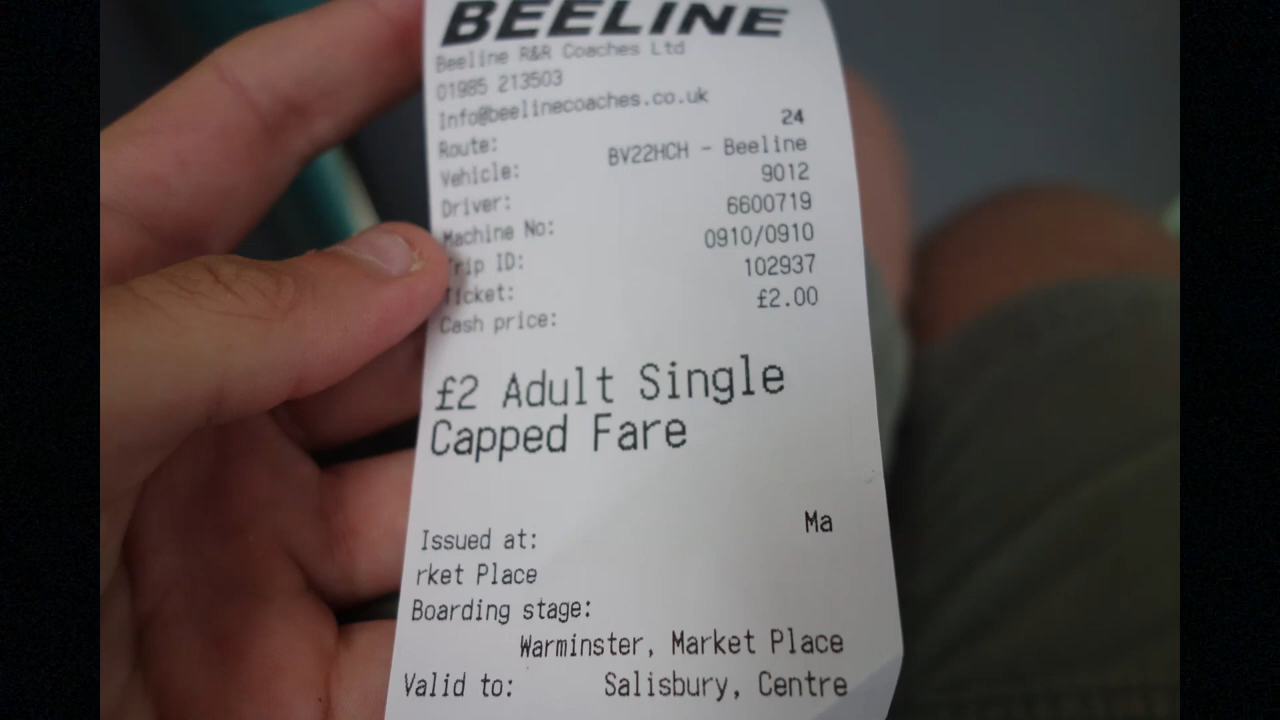 BEELINE
Beeline R&R Coaches Ltd
01985 213503
Info@beelinecoaches.co.uk
Route: 24
Vehicle: BV22HCH - Beeline
Driver: 9012
Machine No: 6600719
Trip ID: 0910/0910
Ticket: 102937
Cash price: £2.00
£2 Adult Single
Capped Fare
Issued at: Ma
rket Place
Boarding stage:
Warminster, Market Place
Valid to: Salisbury, Centre